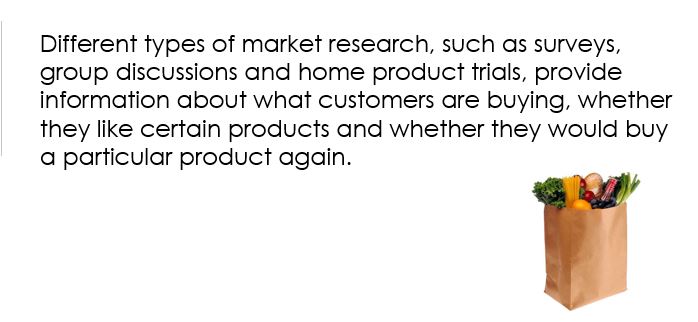 Different types of market research, such as surveys,
group discussions and home product trials, provide
information about what customers are buying, whether
they like certain products and whether they would buy
a particular product again.